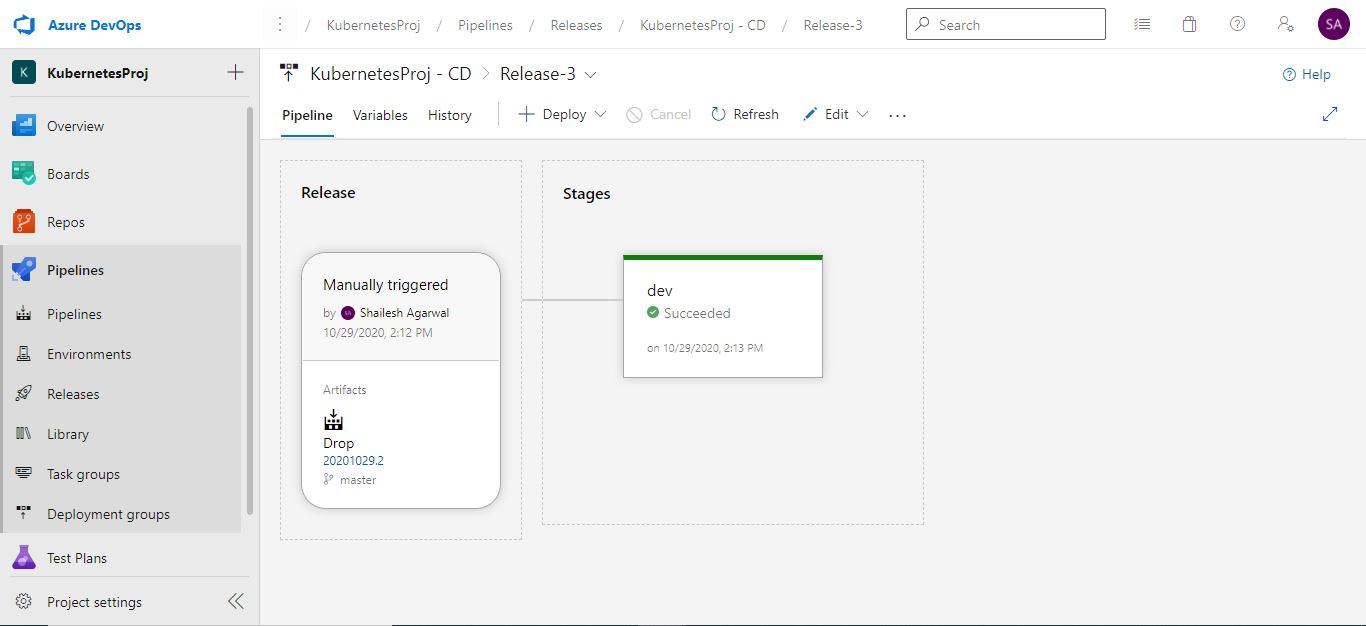 Azure DevOps
/ KubernetesProj / Pipelines / Releases / KubernetesProj - CD / Release-3
Search
SA
K KubernetesProj
Overview
Boards
Repos
Pipelines
Pipelines
Environments
Releases
Library
Task groups
Deployment groups
Test Plans
Project settings
KubernetesProj - CD > Release-3
Help
Pipeline Variables History
Deploy Cancel Refresh Edit ...
Release
Manually triggered
by SA Shailesh Agarwal
10/29/2020, 2:12 PM
Artifacts
Drop
20201029.2
master
Stages
dev
Succeeded
on 10/29/2020, 2:13 PM